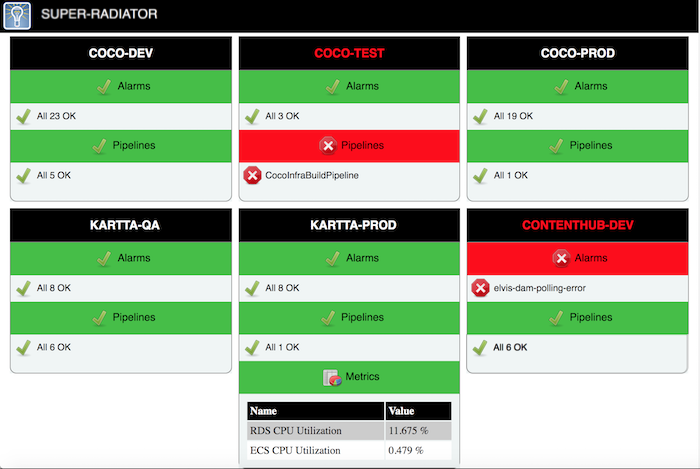 SUPER-RADIATOR
COCO-DEV
Alarms
All 23 OK
Pipelines
All 5 OK
COCO-TEST
Alarms
All 3 OK
Pipelines
CocoInfraBuildPipeline
COCO-PROD
Alarms
All 19 OK
Pipelines
All 1 OK
KARTTA-QA
Alarms
All 8 OK
Pipelines
All 6 OK
KARTTA-PROD
Alarms
All 8 OK
Pipelines
All 1 OK
Metrics
Name Value
RDS CPU Utilization 11.675 %
ECS CPU Utilization 0.479 %
CONTENTHUB-DEV
Alarms
elvis-dam-polling-error
Pipelines
All 6 OK